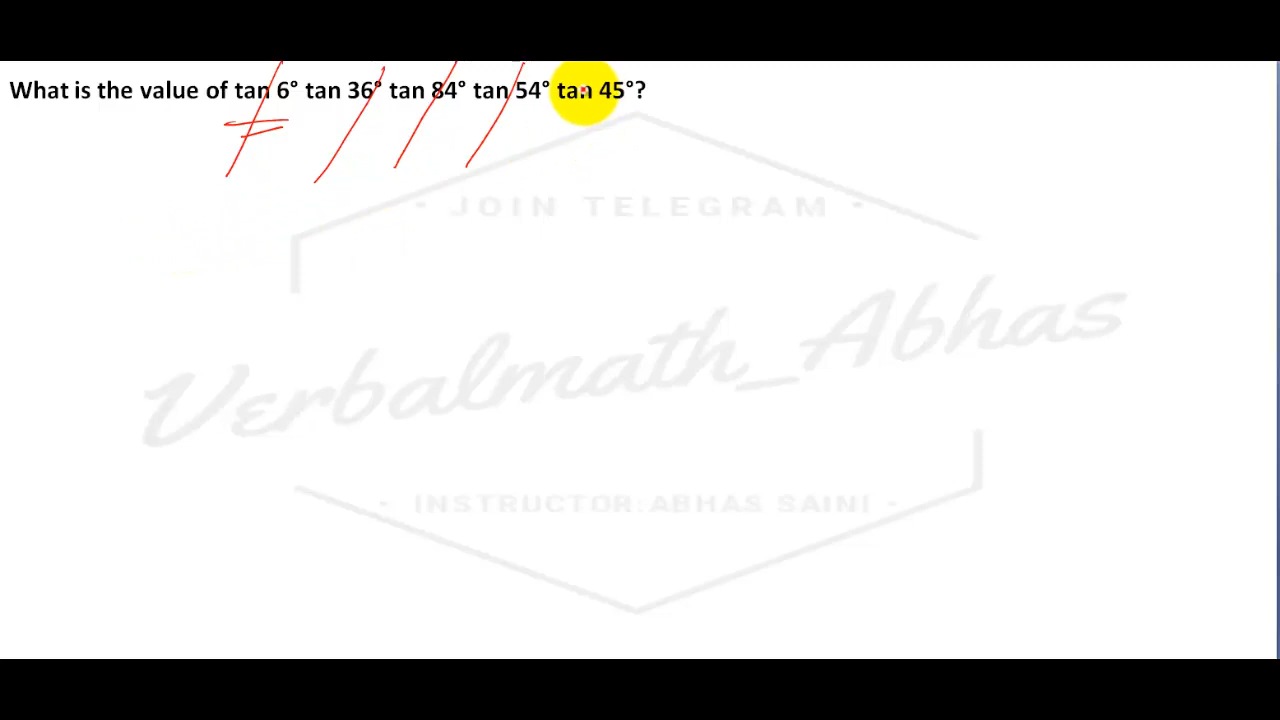 What is the value of tan 6° tan 36° tan 84° tan 54° tan 45°?
=
• JOIN TELEGRAM •
Verbalmath_Abhas
• INSTRUCTOR:ABHAS SAINI •